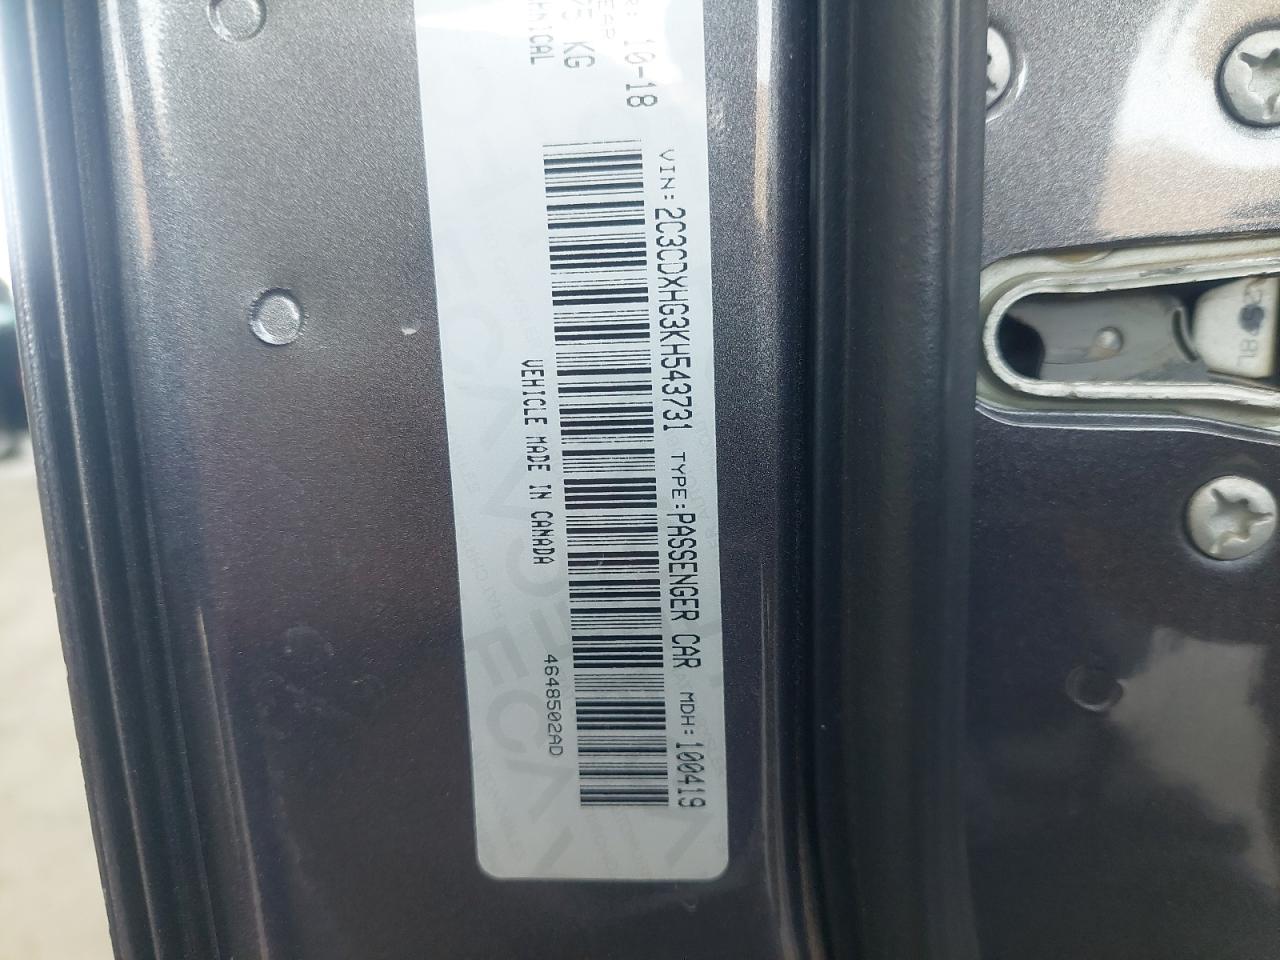 10-18
KG
VIN: 2C3CDXHG3KH543731 TYPE: PASSENGER CAR MDH: 100419
VEHICLE MADE IN CANADA
4648502AD